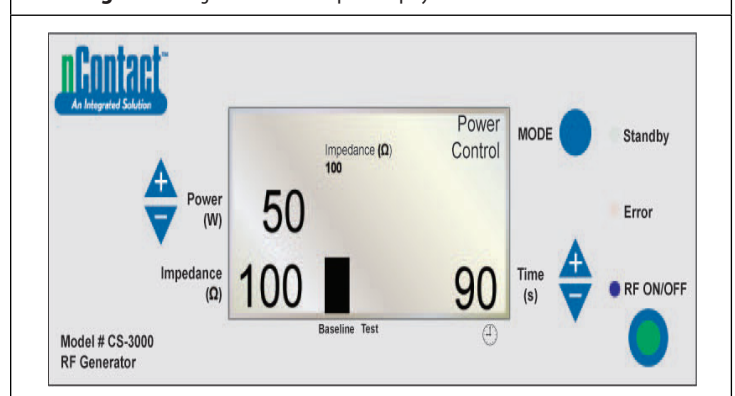 nContact™
An Integrated Solution
Power
Control
Impedance (Ω)
100
MODE
Standby
+
−
Power
(W)
50
Error
Impedance
(Ω)
100
90
Time
(s)
+
−
RF ON/OFF
Baseline Test
Model # CS-3000
RF Generator